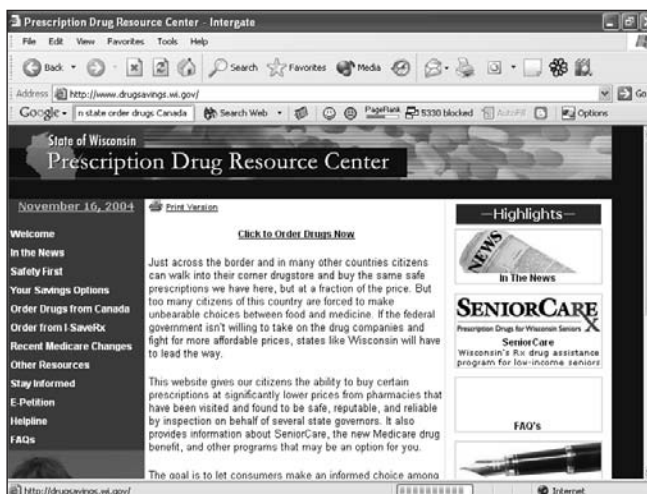 Prescription Drug Resource Center - Intergate
File Edit View Favorites Tools Help
Back Search Favorites Media
Address http://www.drugsavings.wi.gov/ Go
Google n state order drugs Canada Search Web PageRank 5330 blocked AutoFill Options
State of Wisconsin
Prescription Drug Resource Center
November 16, 2004
Welcome
In the News
Safety First
Your Savings Options
Order Drugs from Canada
Order from I-SaveRx
Recent Medicare Changes
Other Resources
Stay Informed
E-Petition
Helpline
FAQs
Print Version
Click to Order Drugs Now
Just across the border and in many other countries citizens
can walk into their corner drugstore and buy the same safe
prescriptions we have here, but at a fraction of the price. But
too many citizens of this country are forced to make
unbearable choices between food and medicine. If the federal
government isn't willing to take on the drug companies and
fight for more affordable prices, states like Wisconsin will have
to lead the way.
This website gives our citizens the ability to buy certain
prescriptions at significantly lower prices from pharmacies that
have been visited and found to be safe, reputable, and reliable
by inspection on behalf of several state governors. It also
provides information about SeniorCare, the new Medicare drug
benefit, and other programs that may be an option for you.
The goal is to let consumers make an informed choice among
—Highlights—
NEWS
In The News
SENIORCARE
Rx
Prescription Drugs for Wisconsin Seniors
SeniorCare
Wisconsin's Rx drug assistance
program for low-income seniors
FAQ's
http://drugsavings.wi.gov/ Internet